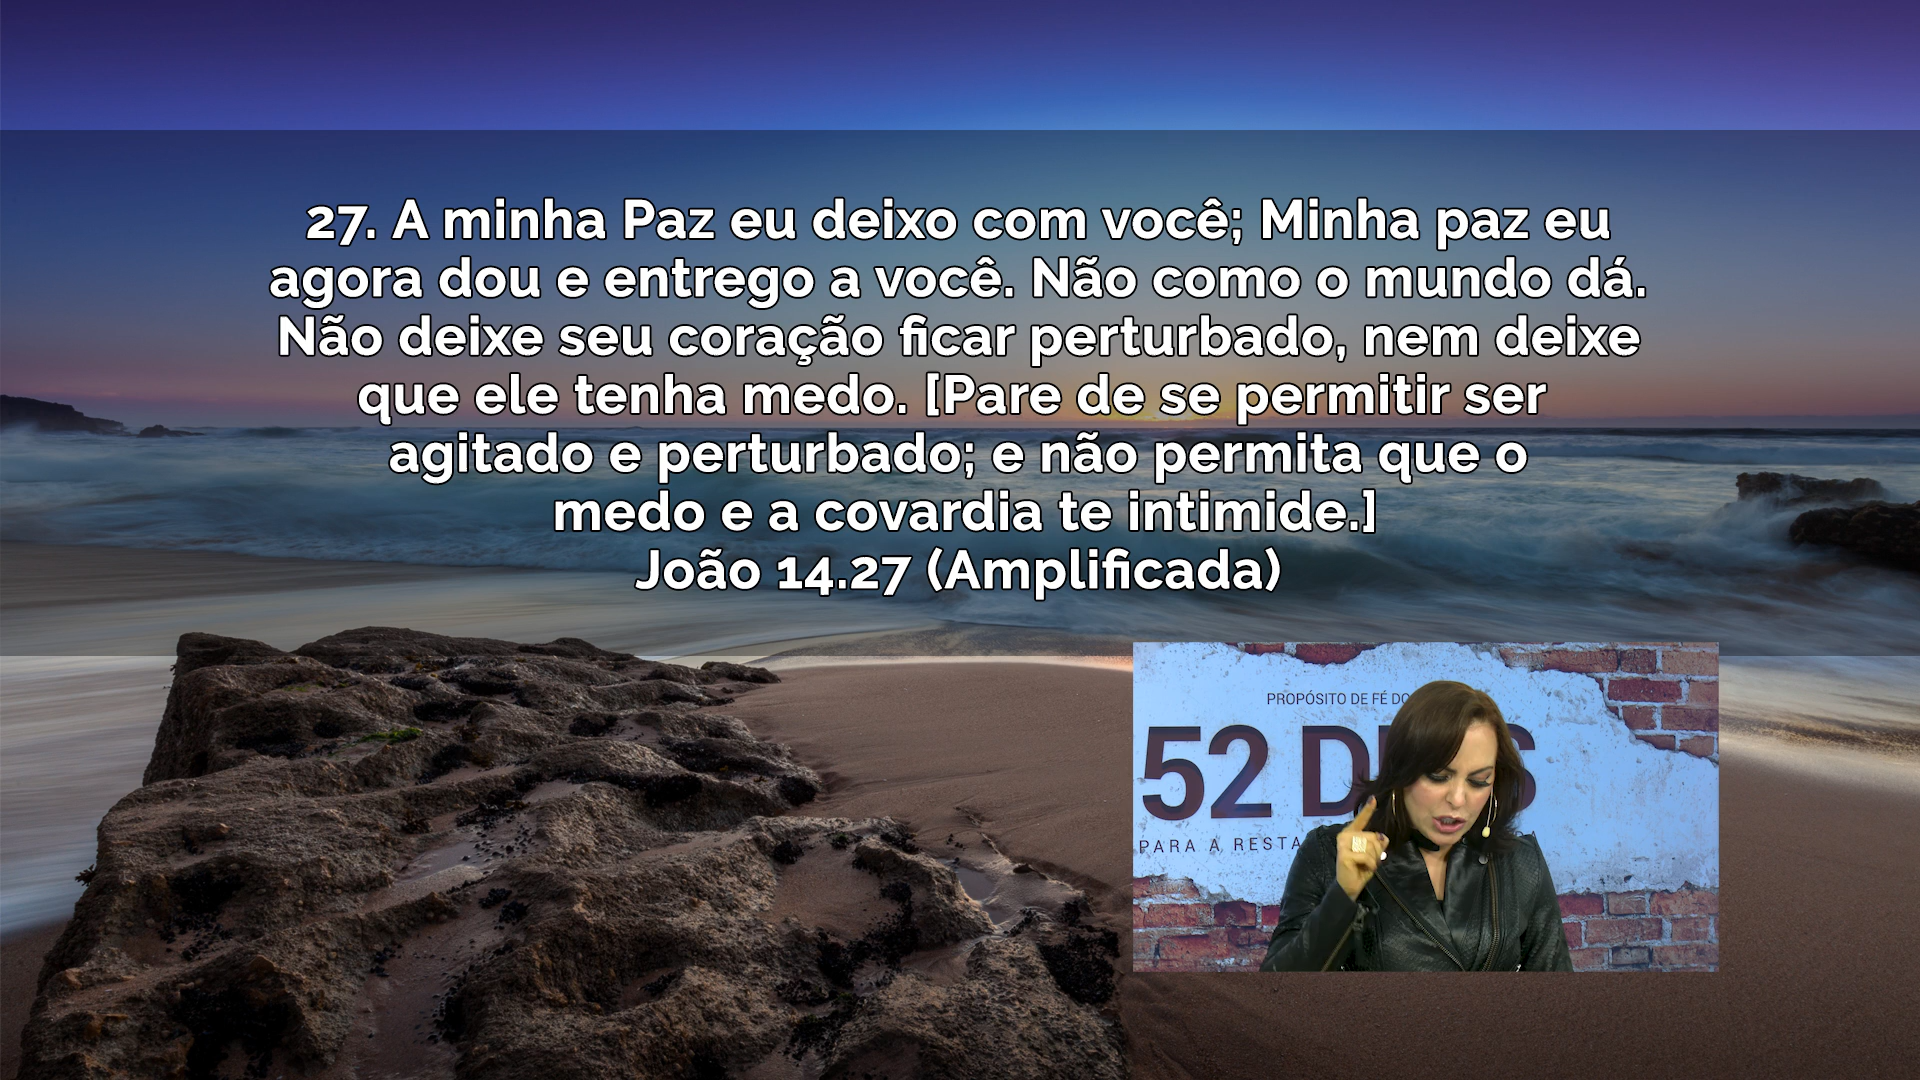 27. A minha Paz eu deixo com você; Minha paz eu
agora dou e entrego a você. Não como o mundo dá.
Não deixe seu coração ficar perturbado, nem deixe
que ele tenha medo. [Pare de se permitir ser
agitado e perturbado; e não permita que o
medo e a covardia te intimide.]
João 14.27 (Amplificada)
PROPÓSITO DE FÉ
52
PARA A